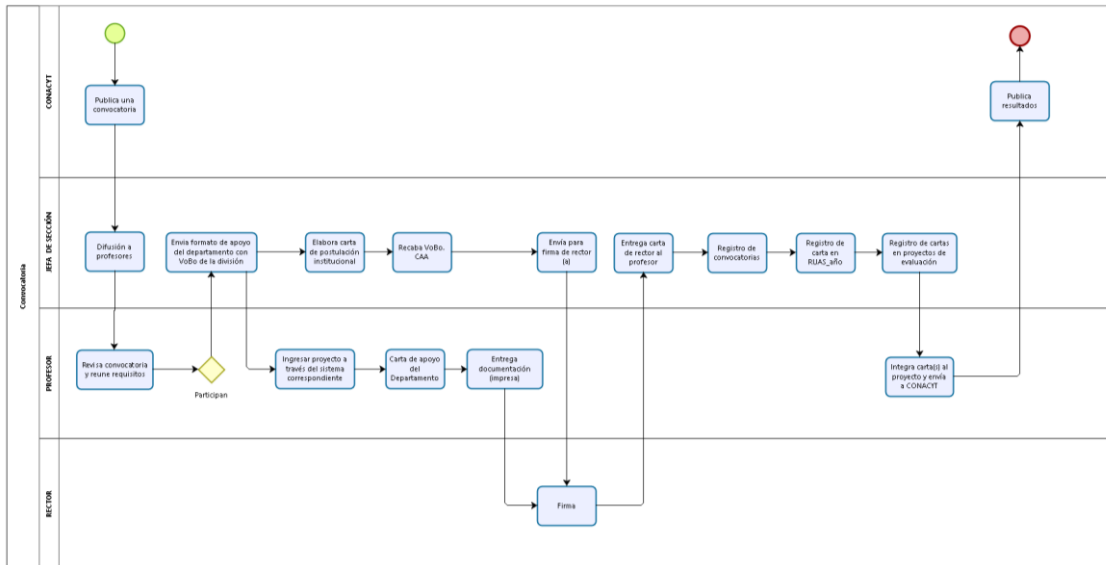 Convocatoria
CONACYT
Publica una
convocatoria
Publica
resultados
JEFA DE SECCIÓN
Difusión a
profesores
Envia formato de apoyo
del departamento con
VoBo de la división
Elabora carta
de postulación
institucional
Recaba VoBo.
CAA
Envía para
firma de rector
(a)
Entrega carta
de rector al
profesor
Registro de
convocatorias
Registro de
carta en
RUAS_año
Registro de cartas
en proyectos de
evaluación
PROFESOR
Revisa convocatoria
y reune requisitos
Participan
Ingresar proyecto a
través del sistema
correspondiente
Carta de apoyo
del
Departamento
Entrega
documentación
(impresa)
Integra carta(s) al
proyecto y envía
a CONACYT
RECTOR
Firma